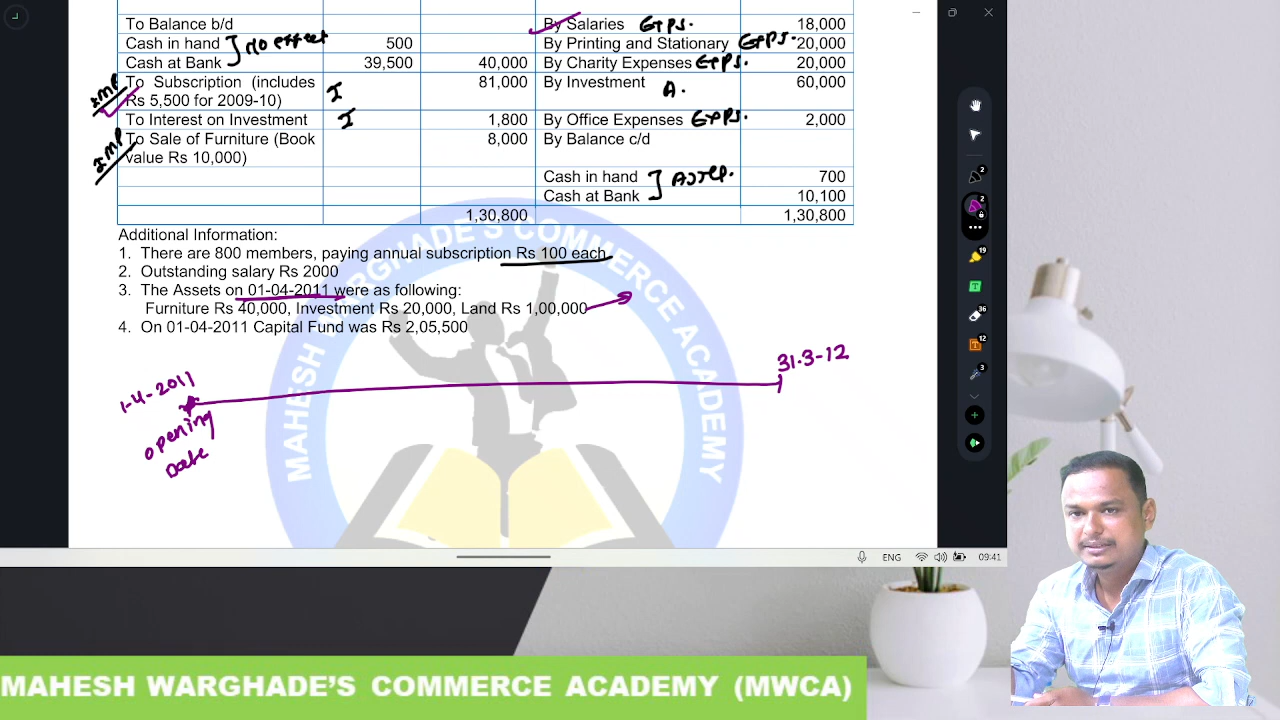 To Balance b/d By Salaries Exps. 18,000
Cash in hand No effect 500 By Printing and Stationary Exps. 20,000
Cash at Bank 39,500 40,000 By Charity Expenses Exps. 20,000
IMP To Subscription (includes I 81,000 By Investment A. 60,000
Rs 5,500 for 2009-10)
To Interest on Investment I 1,800 By Office Expenses Exps. 2,000
IMP To Sale of Furniture (Book 8,000 By Balance c/d
value Rs 10,000)
Cash in hand 700
Cash at Bank 10,100
1,30,800 1,30,800
Additional Information:
1. There are 800 members, paying annual subscription Rs 100 each
2. Outstanding salary Rs 2000
3. The Assets on 01-04-2011 were as following:
Furniture Rs 40,000, Investment Rs 20,000, Land Rs 1,00,000
4. On 01-04-2011 Capital Fund was Rs 2,05,500
1-4-2011 31.3-12
opening
Date
MAHESH WARGHADE'S COMMERCE ACADEMY
ENG 09:41
MAHESH WARGHADE'S COMMERCE ACADEMY (MWCA)